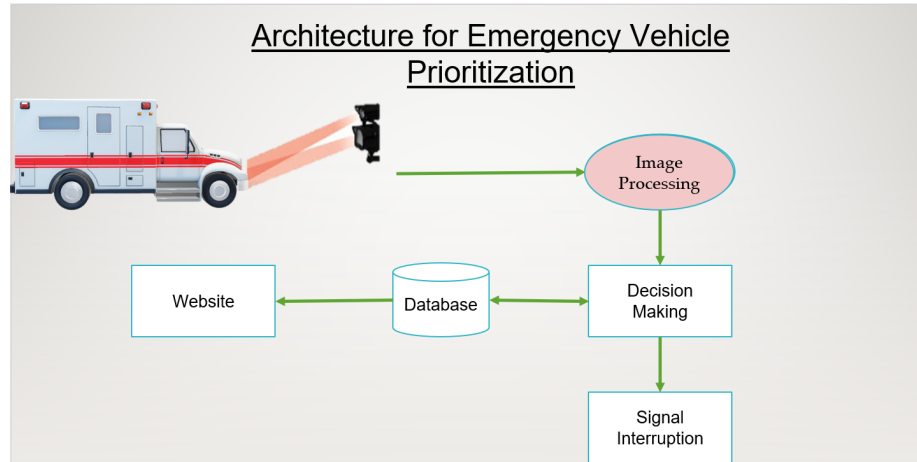 Architecture for Emergency Vehicle
Prioritization
Image
Processing
Website
Database
Decision
Making
Signal
Interruption